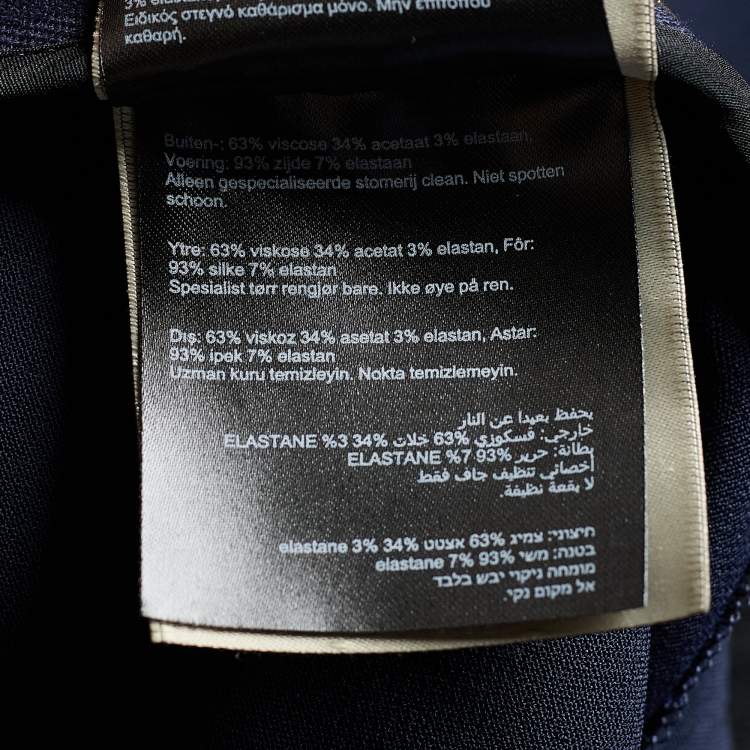 3% elastane
Ειδικός στεγνό καθάρισμα μόνο. Μην επιτόπου
καθαρή.
Buiten-: 63% viscose 34% acetaat 3% elastaan,
Voering: 93% zijde 7% elastaan
Alleen gespecialiseerde stomerij clean. Niet spotten
schoon.
Ytre: 63% viskose 34% acetat 3% elastan, Fôr:
93% silke 7% elastan
Spesialist tørr rengjør bare. Ikke øye på ren.
Dış: 63% viskoz 34% asetat 3% elastan, Astar:
93% ipek 7% elastan
Uzman kuru temizleyin. Nokta temizlemeyin.
يحفظ بعيدا عن النار
خارجي: فسكوزي 63% خلات 34% ELASTANE %3
بطانة: حرير 93% ELASTANE %7
أخصائي تنظيف جاف فقط
لا بقعة نظيفة.
חיצוני: צמיג 63% אצטט 34% elastane 3%
בטנה: משי 93% elastane 7%
מומחה ניקוי יבש בלבד
אל מקום נקי.